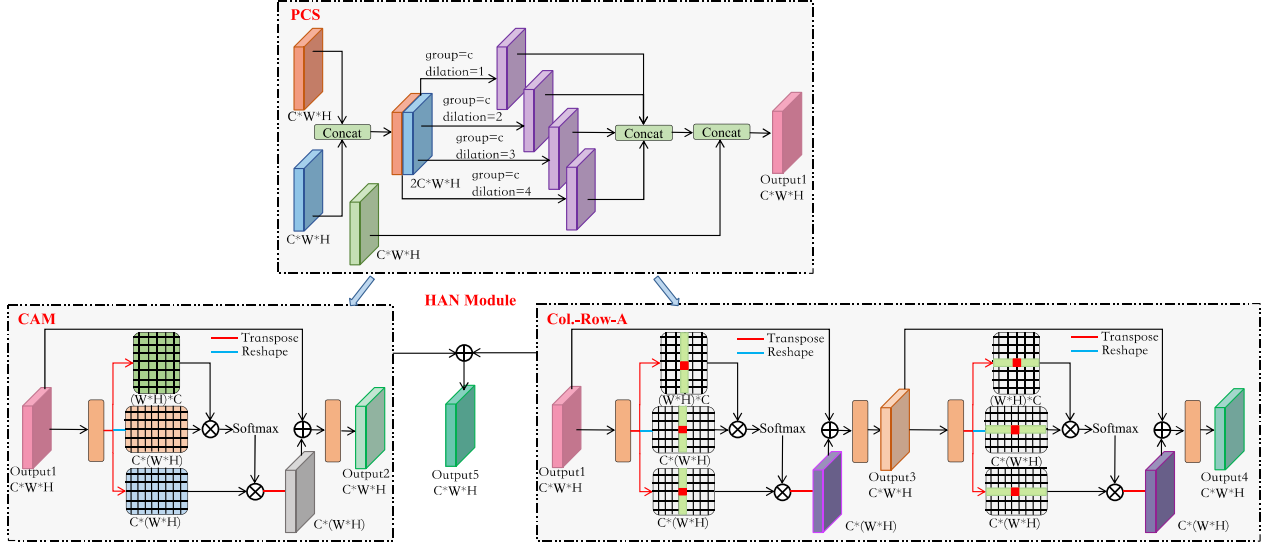 PCS
C*W*H
C*W*H
Concat
2C*W*H
group=c
dilation=1
group=c
dilation=2
group=c
dilation=3
group=c
dilation=4
C*W*H
Concat
Concat
Output1
C*W*H
HAN Module
CAM
Transpose
Reshape
(W*H)*C
C*(W*H)
C*(W*H)
Softmax
Output1
C*W*H
C*(W*H)
Output2
C*W*H
Output5
C*W*H
Col.-Row-A
Transpose
Reshape
(W*H)*C
C*(W*H)
C*(W*H)
Softmax
Output1
C*W*H
C*(W*H)
Output3
C*W*H
Transpose
Reshape
(W*H)*C
C*(W*H)
C*(W*H)
Softmax
C*(W*H)
Output4
C*W*H